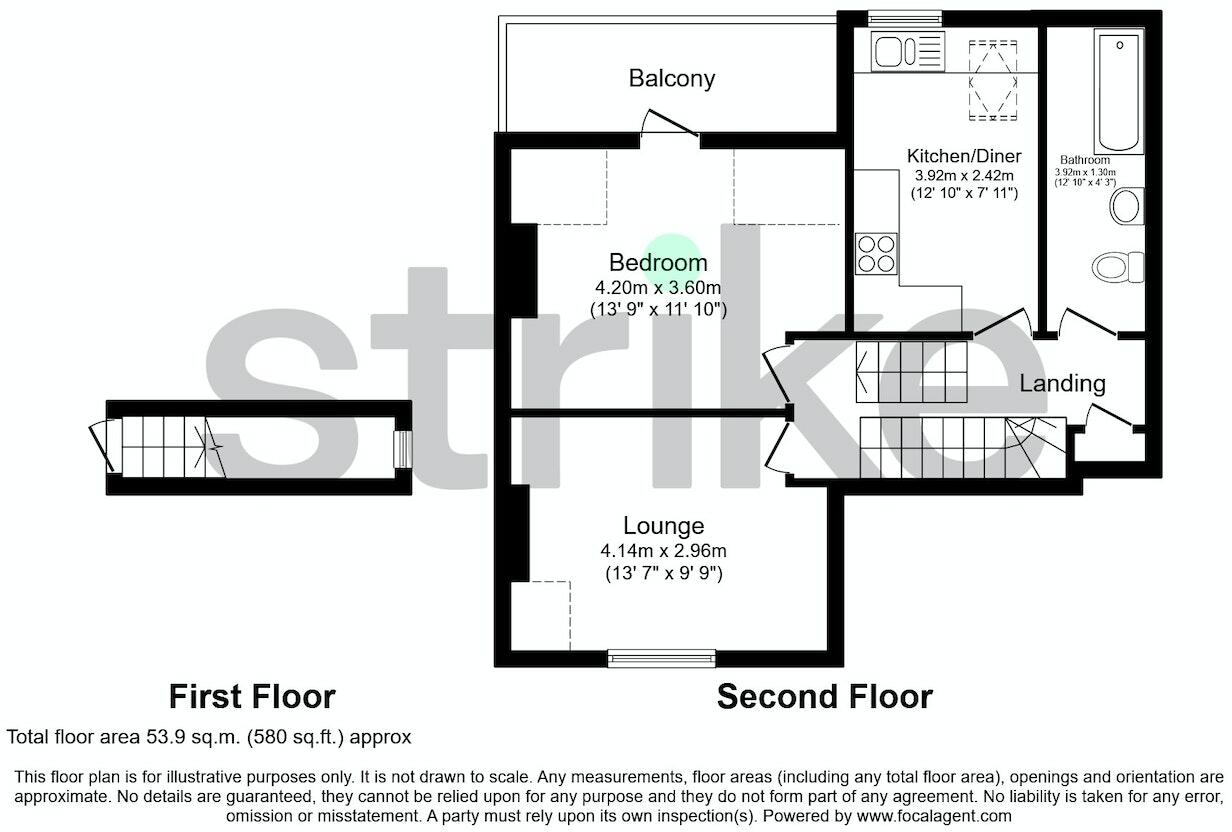 Balcony
Kitchen/Diner
3.92m x 2.42m
(12' 10" x 7' 11")
Bathroom
3.92m x 1.30m
(12' 10" x 4' 3")
Bedroom
4.20m x 3.60m
(13' 9" x 11' 10")
strike
Landing
Lounge
4.14m x 2.96m
(13' 7" x 9' 9")
First Floor
Second Floor
Total floor area 53.9 sq.m. (580 sq.ft.) approx
This floor plan is for illustrative purposes only. It is not drawn to scale. Any measurements, floor areas (including any total floor area), openings and orientation are
approximate. No details are guaranteed, they cannot be relied upon for any purpose and they do not form part of any agreement. No liability is taken for any error,
omission or misstatement. A party must rely upon its own inspection(s). Powered by www.focalagent.com